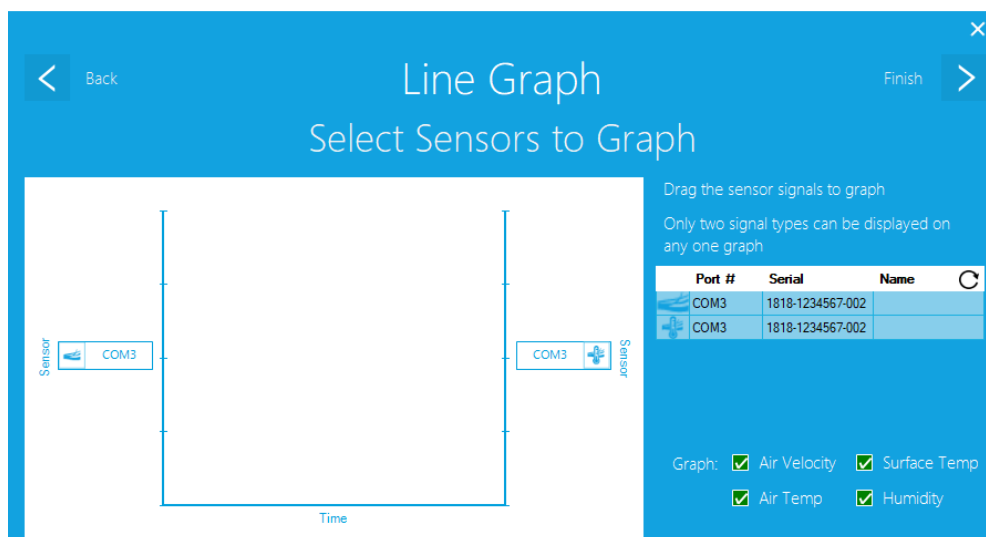 Back
Line Graph
Finish
Select Sensors to Graph
Drag the sensor signals to graph
Only two signal types can be displayed on
any one graph
Port # Serial Name
COM3 1818-1234567-002
COM3 1818-1234567-002
Sensor
COM3
COM3
Sensor
Time
Graph: Air Velocity Surface Temp
Air Temp Humidity